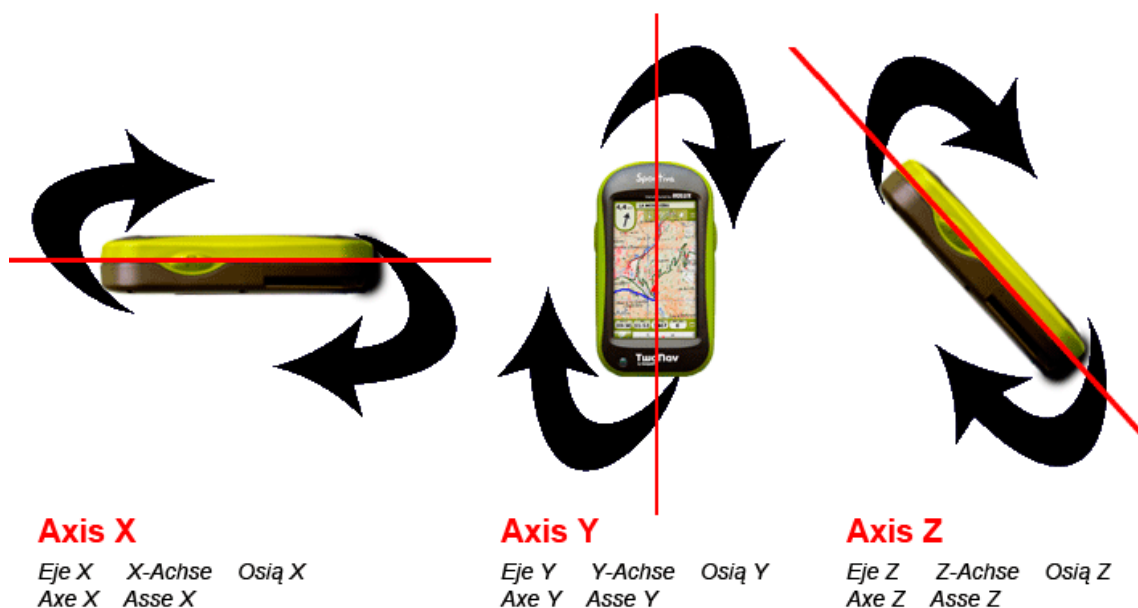 Sportiva
TwoNav
Axis X
Eje X X-Achse Osią X
Axe X Asse X
Axis Y
Eje Y Y-Achse Osią Y
Axe Y Asse Y
Axis Z
Eje Z Z-Achse Osią Z
Axe Z Asse Z